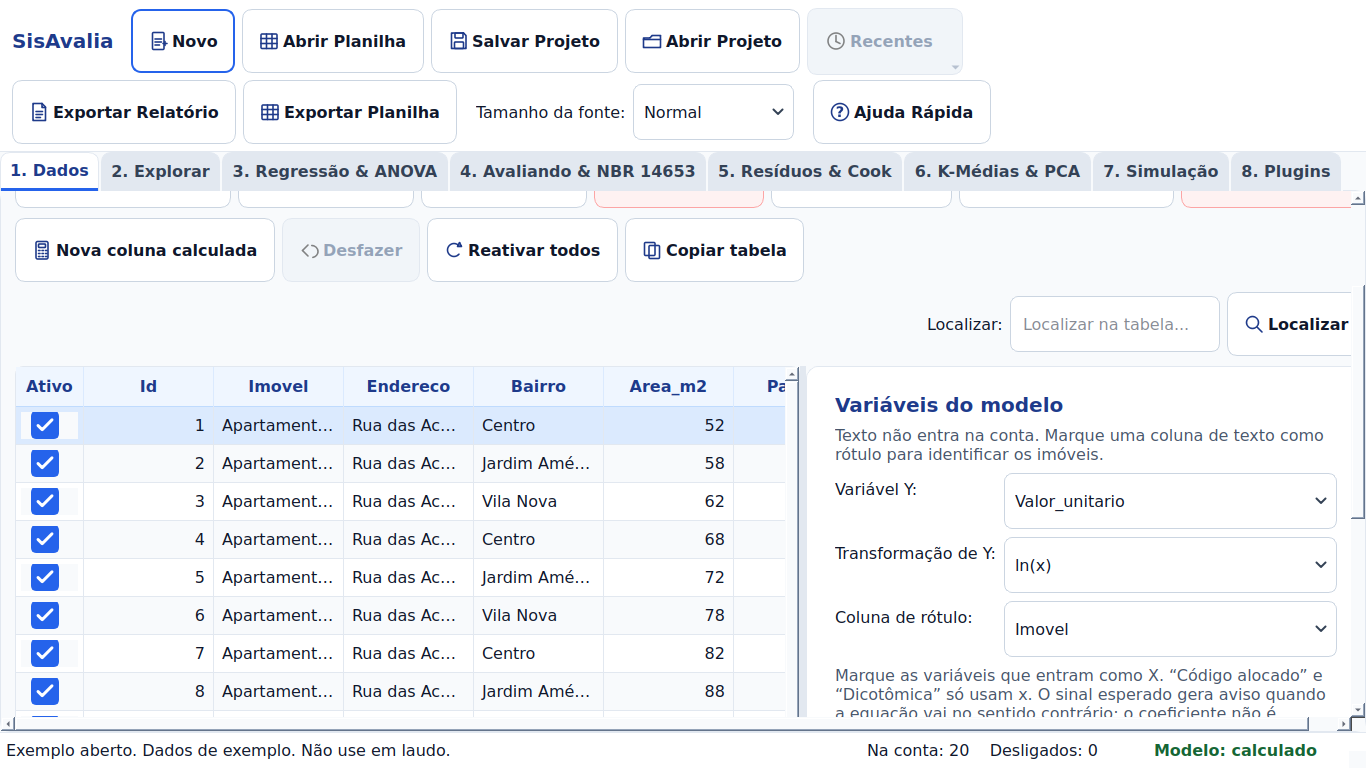 SisAvalia Novo Abrir Planilha Salvar Projeto Abrir Projeto Recentes
Exportar Relatório Exportar Planilha Tamanho da fonte: Normal Ajuda Rápida
1. Dados 2. Explorar 3. Regressão & ANOVA 4. Avaliando & NBR 14653 5. Resíduos & Cook 6. K-Médias & PCA 7. Simulação 8. Plugins
Nova coluna calculada Desfazer Reativar todos Copiar tabela
Localizar: Localizar na tabela... Localizar
Ativo Id Imovel Endereco Bairro Area_m2 Pa
1 Apartament... Rua das Ac... Centro 52
2 Apartament... Rua das Ac... Jardim Amé... 58
3 Apartament... Rua das Ac... Vila Nova 62
4 Apartament... Rua das Ac... Centro 68
5 Apartament... Rua das Ac... Jardim Amé... 72
6 Apartament... Rua das Ac... Vila Nova 78
7 Apartament... Rua das Ac... Centro 82
8 Apartament... Rua das Ac... Jardim Amé... 88
Variáveis do modelo
Texto não entra na conta. Marque uma coluna de texto como
rótulo para identificar os imóveis.
Variável Y: Valor_unitario
Transformação de Y: ln(x)
Coluna de rótulo: Imovel
Marque as variáveis que entram como X. “Código alocado” e
“Dicotômica” só usam x. O sinal esperado gera aviso quando
a equação vai no sentido contrário; o coeficiente não é
Exemplo aberto. Dados de exemplo. Não use em laudo. Na conta: 20 Desligados: 0 Modelo: calculado